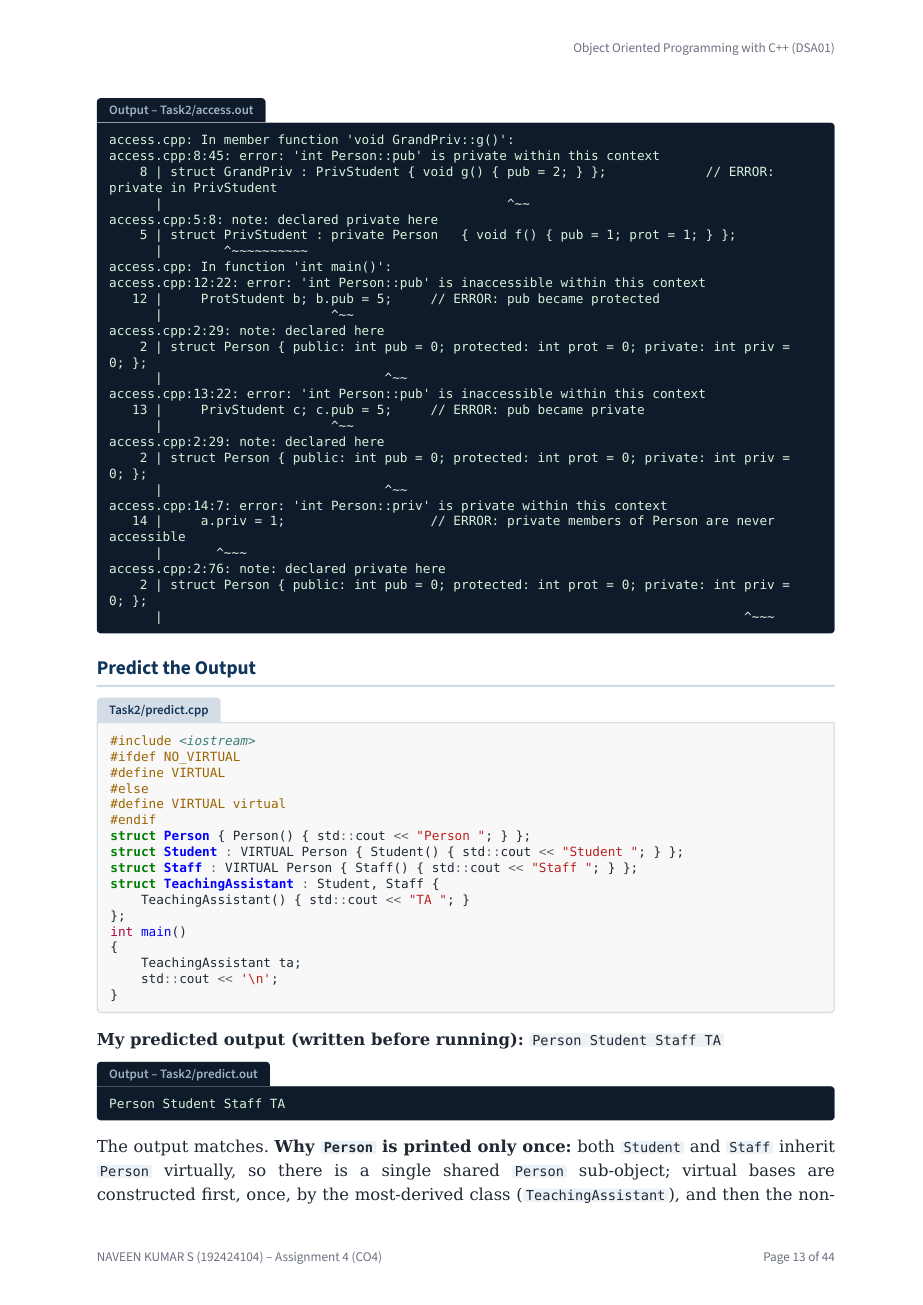 Object Oriented Programming with C++ (DSA01)
Output – Task2/access.out
access.cpp: In member function 'void GrandPriv::g()':
access.cpp:8:45: error: 'int Person::pub' is private within this context
    8 | struct GrandPriv : PrivStudent { void g() { pub = 2; } };             // ERROR:
private in PrivStudent
      |                                             ^~~
access.cpp:5:8: note: declared private here
    5 | struct PrivStudent : private Person   { void f() { pub = 1; prot = 1; } };
      |        ^~~~~~~~~~~
access.cpp: In function 'int main()':
access.cpp:12:22: error: 'int Person::pub' is inaccessible within this context
   12 |     ProtStudent b; b.pub = 5;     // ERROR: pub became protected
      |                      ^~~
access.cpp:2:29: note: declared here
    2 | struct Person { public: int pub = 0; protected: int prot = 0; private: int priv =
0; };
      |                             ^~~
access.cpp:13:22: error: 'int Person::pub' is inaccessible within this context
   13 |     PrivStudent c; c.pub = 5;     // ERROR: pub became private
      |                      ^~~
access.cpp:2:29: note: declared here
    2 | struct Person { public: int pub = 0; protected: int prot = 0; private: int priv =
0; };
      |                             ^~~
access.cpp:14:7: error: 'int Person::priv' is private within this context
   14 |     a.priv = 1;                   // ERROR: private members of Person are never
accessible
      |       ^~~~
access.cpp:2:76: note: declared private here
    2 | struct Person { public: int pub = 0; protected: int prot = 0; private: int priv =
0; };
      |                                                                            ^~~~
Predict the Output
Task2/predict.cpp
#include <iostream>
#ifdef NO_VIRTUAL
#define VIRTUAL
#else
#define VIRTUAL virtual
#endif
struct Person { Person() { std::cout << "Person "; } };
struct Student : VIRTUAL Person { Student() { std::cout << "Student "; } };
struct Staff : VIRTUAL Person { Staff() { std::cout << "Staff "; } };
struct TeachingAssistant : Student, Staff {
    TeachingAssistant() { std::cout << "TA "; }
};
int main()
{
    TeachingAssistant ta;
    std::cout << '\n';
}
My predicted output (written before running): Person Student Staff TA
Output – Task2/predict.out
Person Student Staff TA
The output matches. Why Person is printed only once: both Student and Staff inherit
Person virtually, so there is a single shared Person sub-object; virtual bases are
constructed first, once, by the most-derived class (TeachingAssistant), and then the non-
NAVEEN KUMAR S (192424104) – Assignment 4 (CO4)
Page 13 of 44